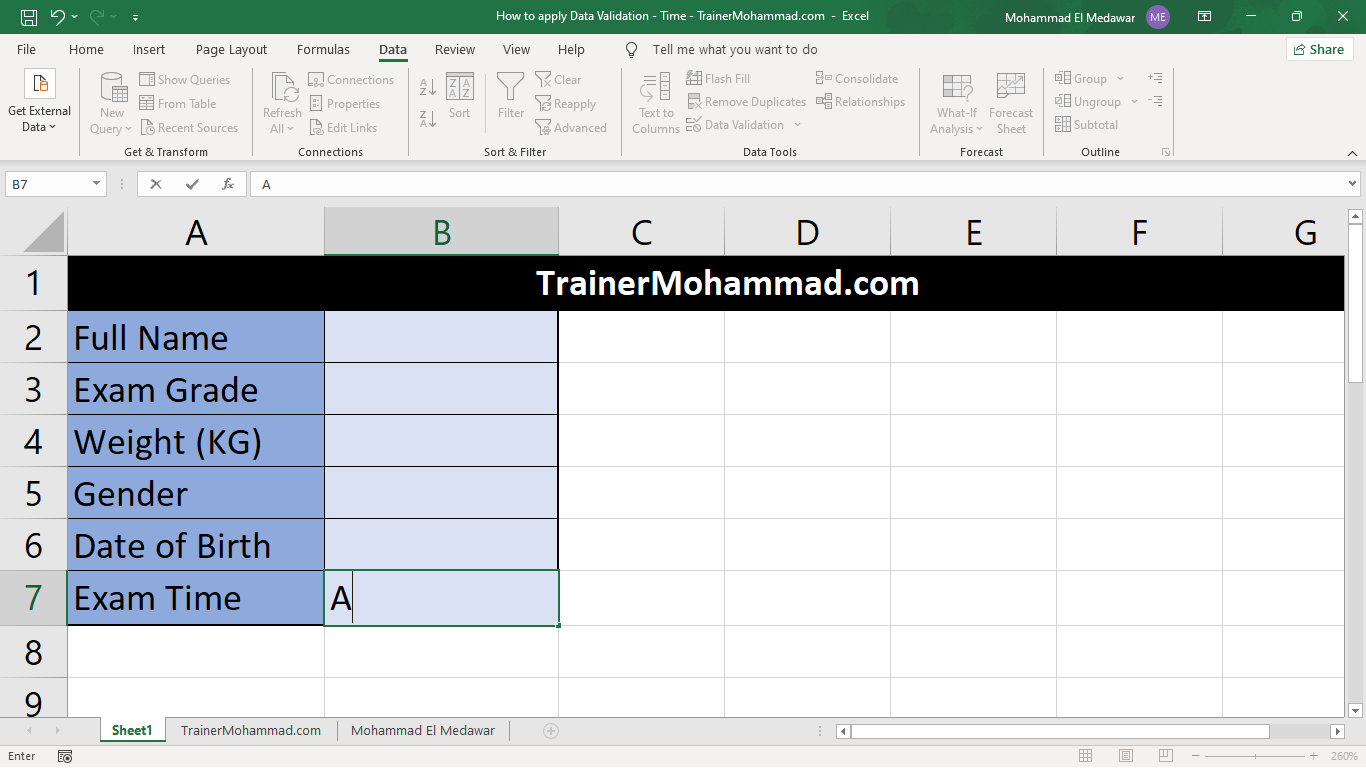 How to apply Data Validation - Time - TrainerMohammad.com - Excel
Mohammad El Medawar ME
File Home Insert Page Layout Formulas Data Review View Help Tell me what you want to do Share
Get External Data
New Query
Show Queries
From Table
Recent Sources
Get & Transform
Refresh All
Connections
Properties
Edit Links
Connections
A Z
Z A
Z A A Z
Sort
Filter
Clear
Reapply
Advanced
Sort & Filter
Text to Columns
Flash Fill
Remove Duplicates
Data Validation
Consolidate
Relationships
Data Tools
What-If Analysis
Forecast Sheet
Forecast
Group
Ungroup
Subtotal
Outline
B7 fx A
A B C D E F G
1 TrainerMohammad.com
2 Full Name
3 Exam Grade
4 Weight (KG)
5 Gender
6 Date of Birth
7 Exam Time A
8
9
Sheet1 TrainerMohammad.com Mohammad El Medawar
Enter 260%